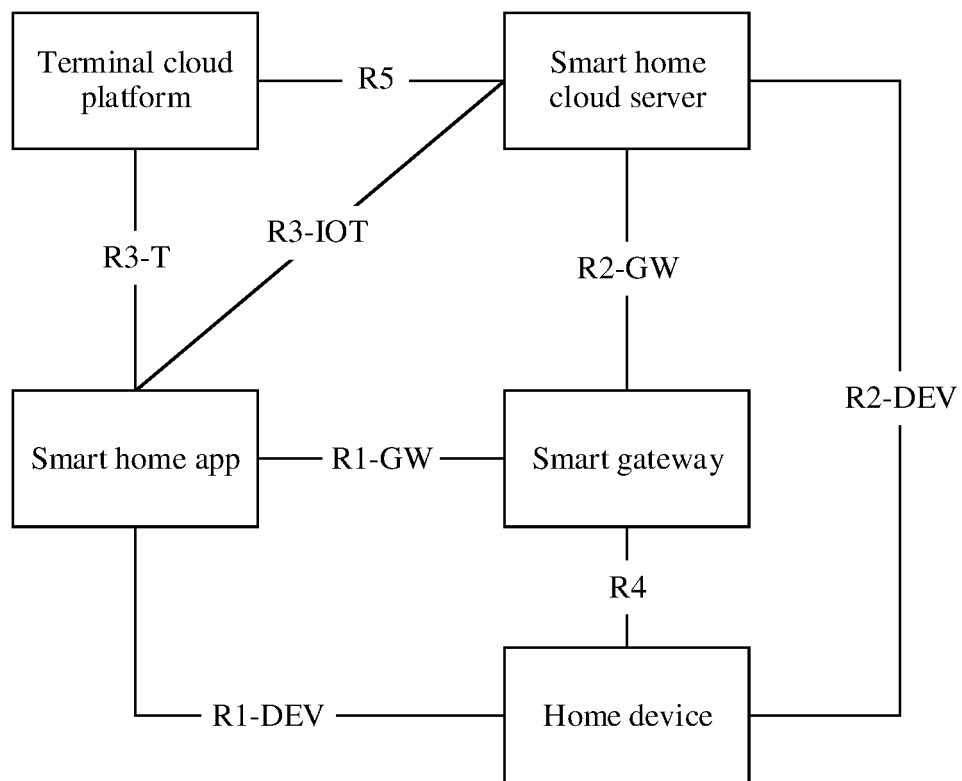 Terminal cloud
platform
R5
Smart home
cloud server
R3-IOT
R3-T
R2-GW
R2-DEV
Smart home app
R1-GW
Smart gateway
R4
R1-DEV
Home device